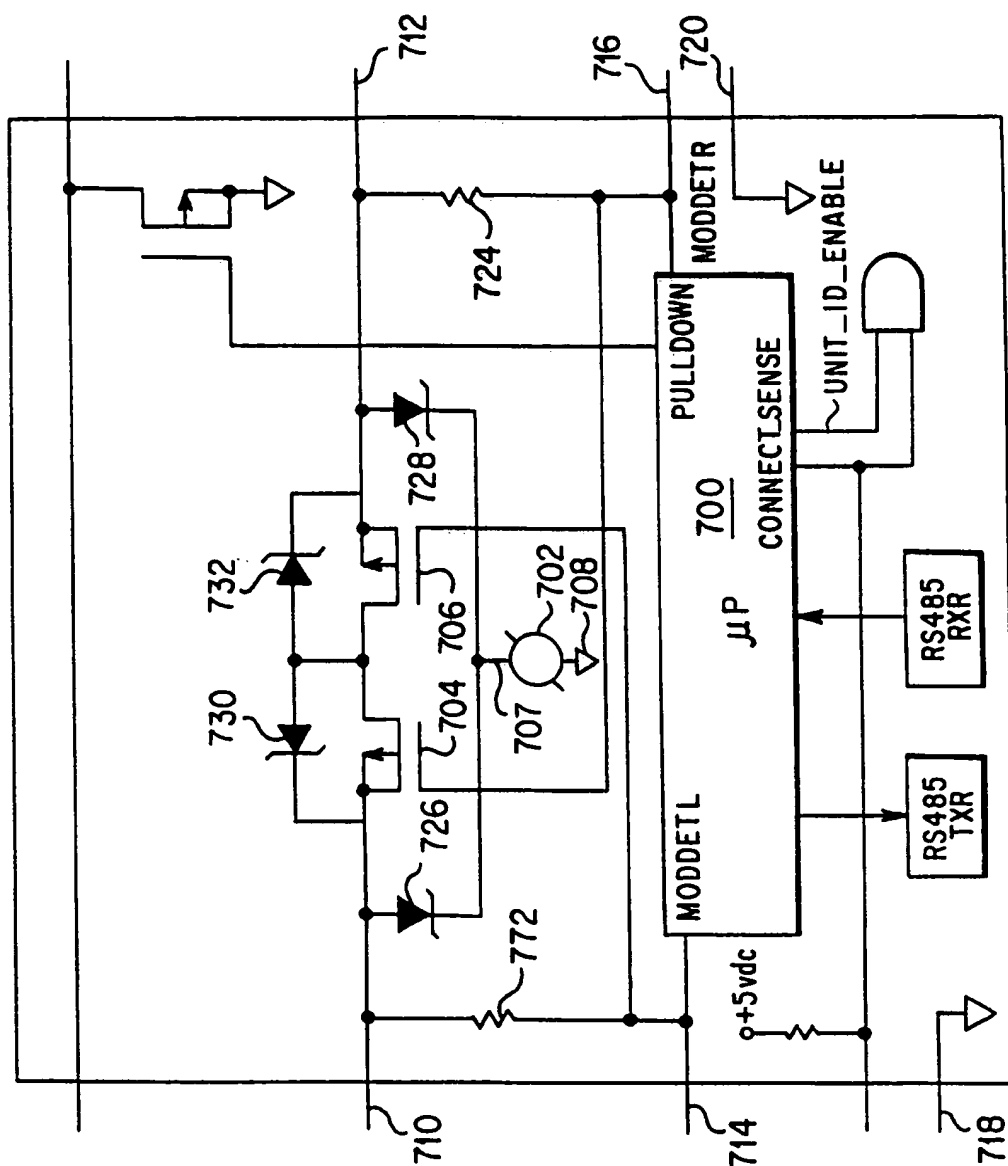 712
730
732
728
726
724
704
706
772
702
707
708
710
716
720
MODDETL
PULLDOWN
MODDETR
700
μP
CONNECT_SENSE
UNIT_ID_ENABLE
+5vdc
714
RS485
TXR
RS485
RXR
718